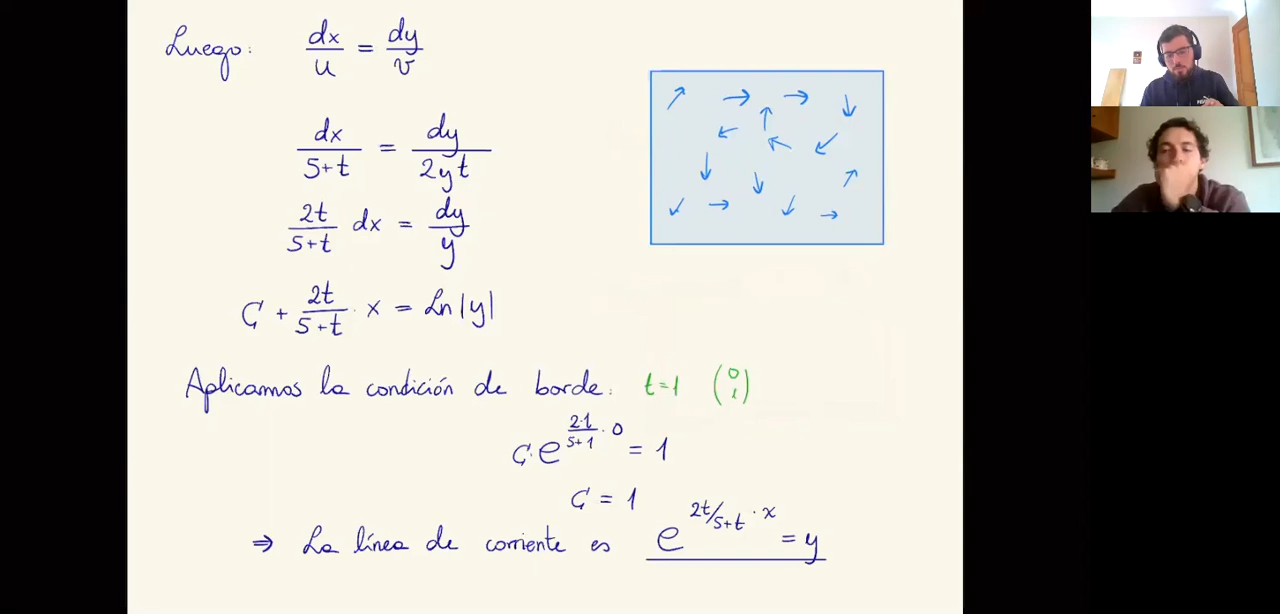 Luego: dx/u = dy/v
dx/5+t = dy/2yt
2t/5+t dx = dy/y
C + 2t/5+t · x = Ln|y|
Aplicamos la condición de borde: t=1 (0 1)
C·e^(2·1/5+1 · 0) = 1
C = 1
⇒ La línea de corriente es e^(2t/5+t · x) = y